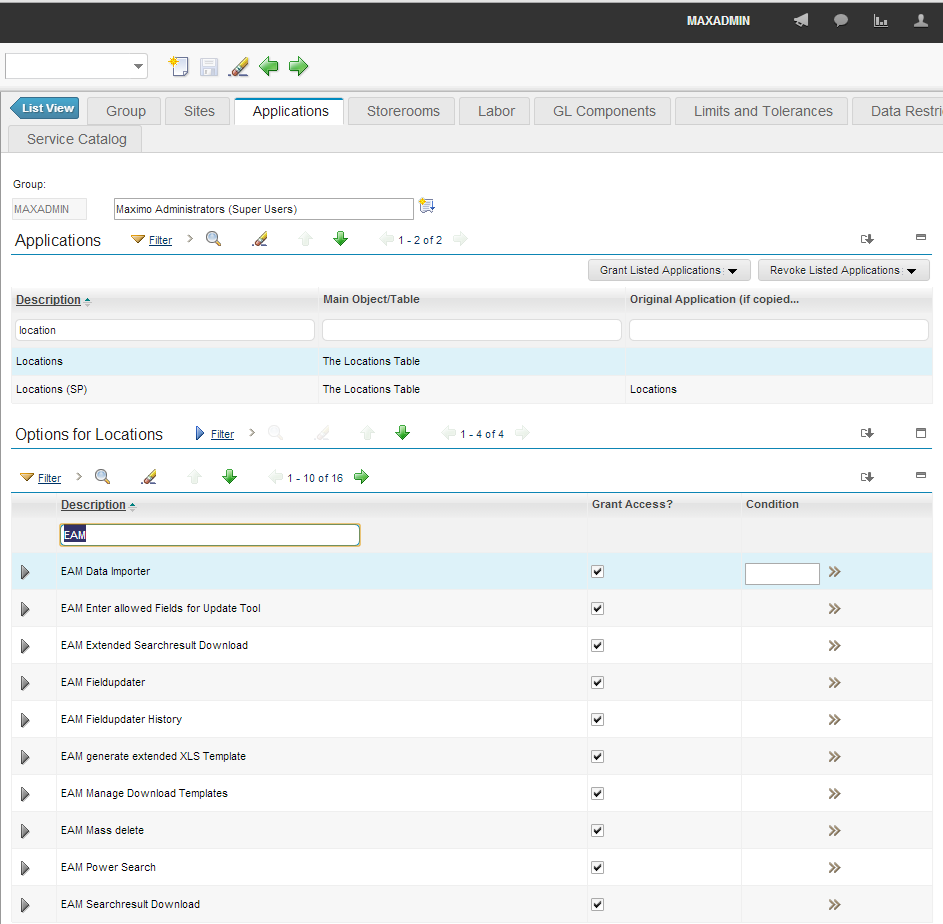 MAXADMIN
List View Group Sites Applications Storerooms Labor GL Components Limits and Tolerances Data Restri
Service Catalog
Group:
MAXADMIN Maximo Administrators (Super Users)
Applications Filter 1 - 2 of 2
Grant Listed Applications Revoke Listed Applications
Description Main Object/Table Original Application (if copied...
location
Locations The Locations Table
Locations (SP) The Locations Table Locations
Options for Locations Filter 1 - 4 of 4
Filter 1 - 10 of 16
Description Grant Access? Condition
EAM
EAM Data Importer
EAM Enter allowed Fields for Update Tool
EAM Extended Searchresult Download
EAM Fieldupdater
EAM Fieldupdater History
EAM generate extended XLS Template
EAM Manage Download Templates
EAM Mass delete
EAM Power Search
EAM Searchresult Download